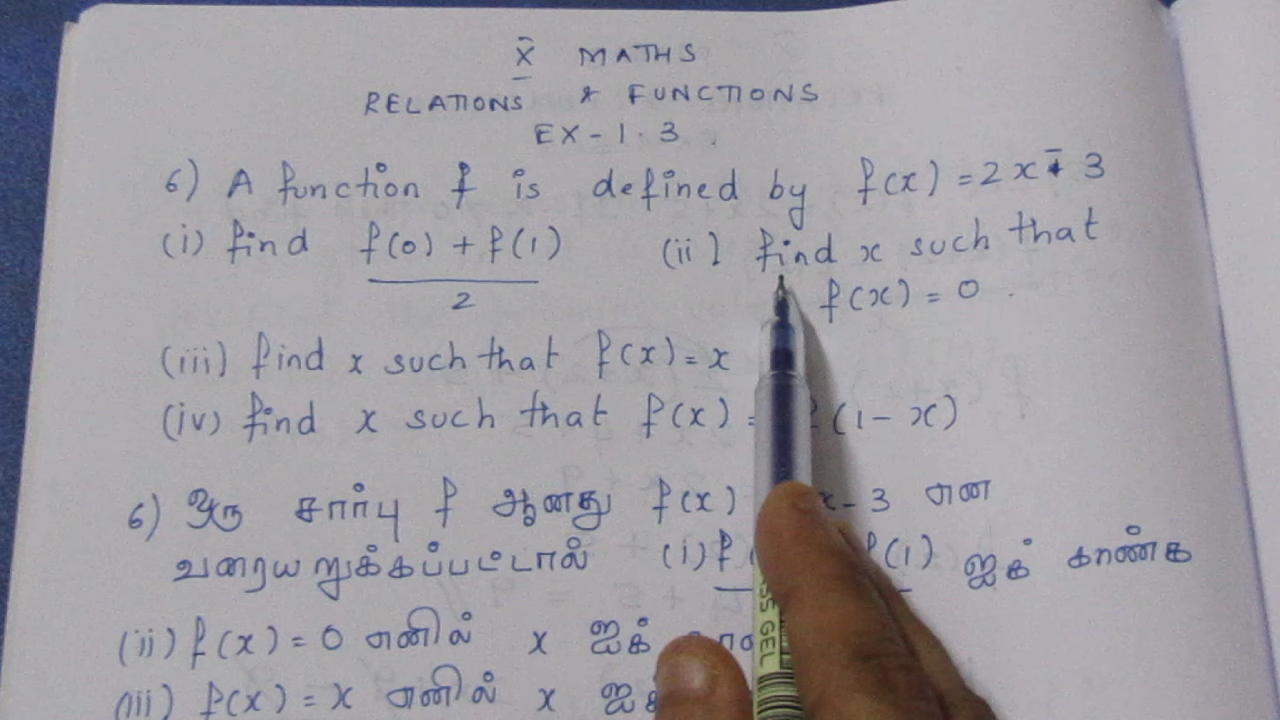 X MATHS
RELATIONS & FUNCTIONS
EX-1.3.
6) A function f is defined by f(x) = 2x - 3
(i) find f(0) + f(1) (ii) find x such that
2 f(x) = 0.
(iii) find x such that f(x) = x
(iv) find x such that f(x) = (1 - x)
6) ஒரு சார்பு f ஆனது f(x) x - 3 என
வரையறுக்கப்பட்டால் (i) f f(1) ஐக் காண்க
(ii) f(x) = 0 எனில் x ஐக்
(iii) f(x) = x எனில் x
SS GEL